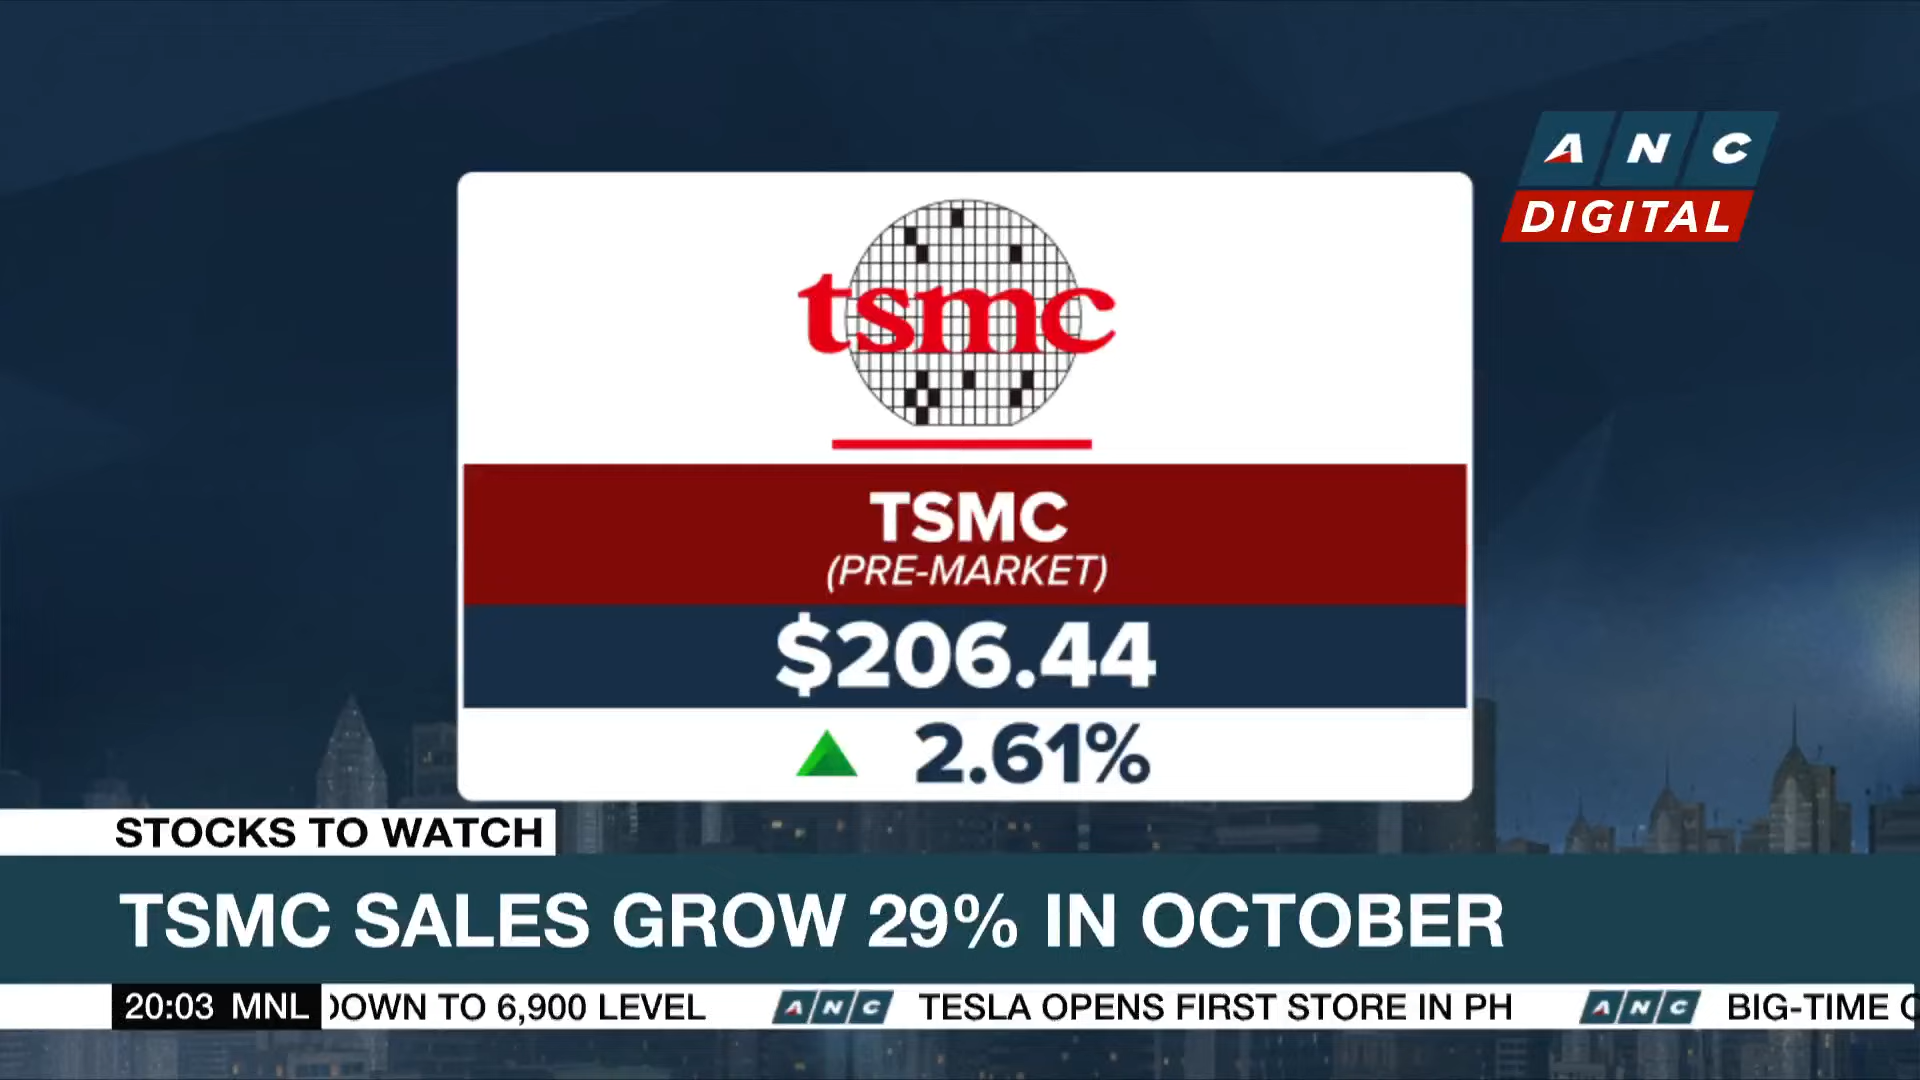 ANC
DIGITAL
tsmc
TSMC
(PRE-MARKET)
$206.44
2.61%
STOCKS TO WATCH
TSMC SALES GROW 29% IN OCTOBER
20:03 MNL DOWN TO 6,900 LEVEL ANC TESLA OPENS FIRST STORE IN PH ANC BIG-TIME